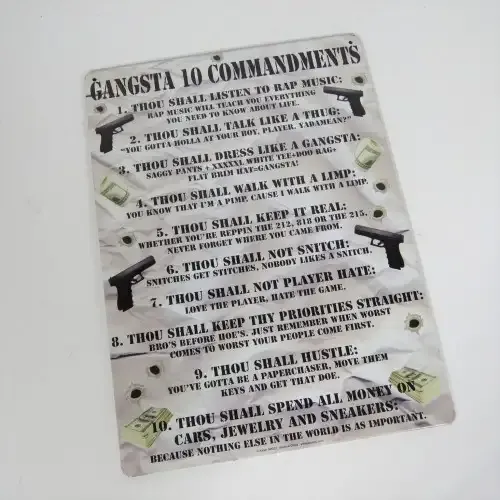 GANGSTA 10 COMMANDMENTS
1. THOU SHALL LISTEN TO RAP MUSIC:
RAP MUSIC WILL TEACH YOU EVERYTHING
YOU NEED TO KNOW ABOUT LIFE.
2. THOU SHALL TALK LIKE A THUG:
"YOU GOTTA HOLLA AT YOUR BOY, PLAYER, YADAMEAN?"
3. THOU SHALL DRESS LIKE A GANGSTA:
SAGGY PANTS + XXXXXL WHITE TEE+DOO RAG+
FLAT BRIM HAT=GANGSTA!
4. THOU SHALL WALK WITH A LIMP:
YOU KNOW THAT I'M A PIMP, CAUSE I WALK WITH A LIMP.
5. THOU SHALL KEEP IT REAL:
WHETHER YOU'RE REPPIN THE 212, 818 OR THE 215.
NEVER FORGET WHERE YOU CAME FROM.
6. THOU SHALL NOT SNITCH:
SNITCHES GET STITCHES, NOBODY LIKES A SNITCH.
7. THOU SHALL NOT PLAYER HATE:
LOVE THE PLAYER, HATE THE GAME.
8. THOU SHALL KEEP THY PRIORITIES STRAIGHT:
BRO'S BEFORE HOE'S. JUST REMEMBER WHEN WORST
COMES TO WORST YOUR PEOPLE COME FIRST.
9. THOU SHALL HUSTLE:
YOU'VE GOTTA BE A PAPERCHASER, MOVE THEM
KEYS AND GET THAT DOE.
10. THOU SHALL SPEND ALL MONEY ON
CARS, JEWELRY AND SNEAKERS:
BECAUSE NOTHING ELSE IN THE WORLD IS AS IMPORTANT.